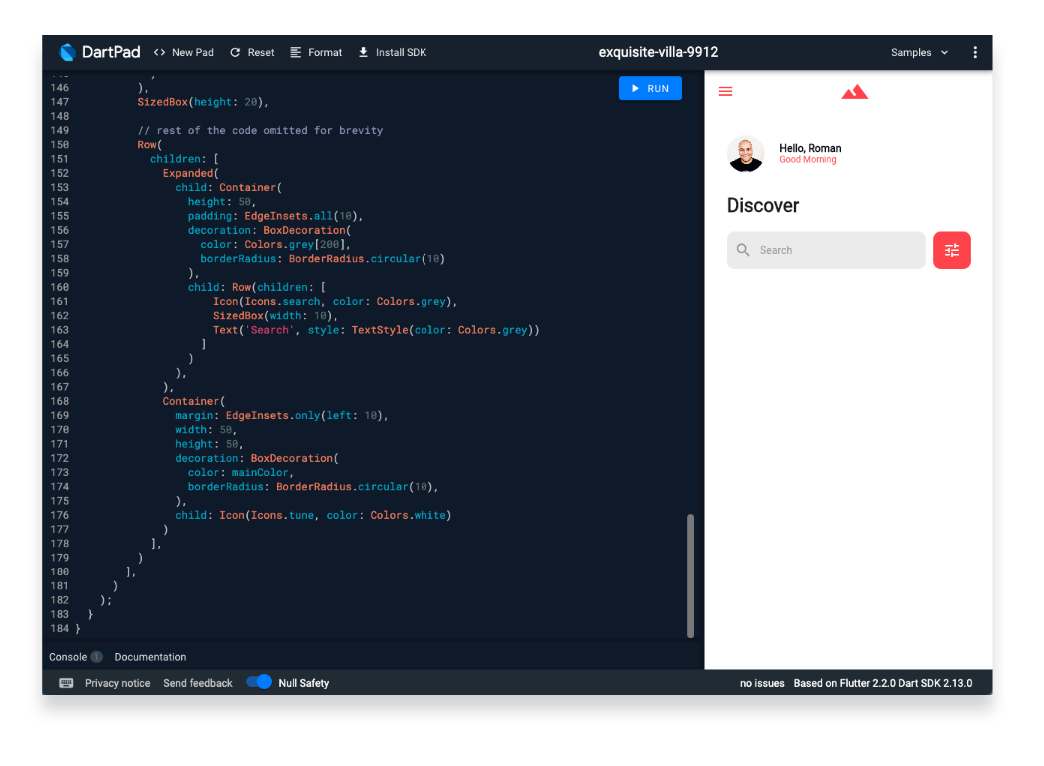 DartPad <> New Pad Reset Format Install SDK exquisite-villa-9912 Samples
RUN
146 ),
147 SizedBox(height: 20),
148
149 // rest of the code omitted for brevity
150 Row(
151 children: [
152 Expanded(
153 child: Container(
154 height: 50,
155 padding: EdgeInsets.all(10),
156 decoration: BoxDecoration(
157 color: Colors.grey[200],
158 borderRadius: BorderRadius.circular(10)
159 ),
160 child: Row(children: [
161 Icon(Icons.search, color: Colors.grey),
162 SizedBox(width: 10),
163 Text('Search', style: TextStyle(color: Colors.grey))
164 ]
165 )
166 ),
167 ),
168 Container(
169 margin: EdgeInsets.only(left: 10),
170 width: 50,
171 height: 50,
172 decoration: BoxDecoration(
173 color: mainColor,
174 borderRadius: BorderRadius.circular(10),
175 ),
176 child: Icon(Icons.tune, color: Colors.white)
177 )
178 ],
179 )
180 ],
181 )
182 );
183 }
184 }
Hello, Roman
Good Morning
Discover
Search
Console 1 Documentation
Privacy notice Send feedback Null Safety no issues Based on Flutter 2.2.0 Dart SDK 2.13.0